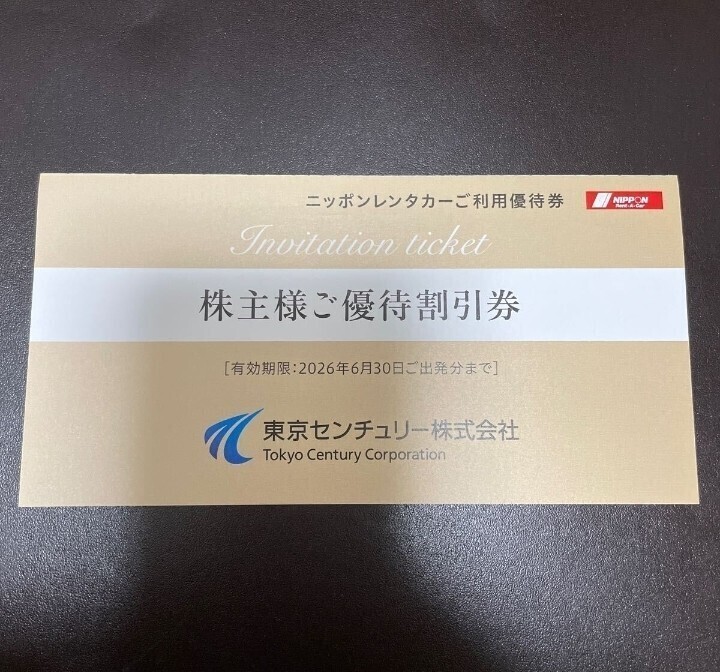 ニッポンレンタカーご利用優待券
NIPPON
Rent-A-Car
Invitation ticket
株主様ご優待割引券
[有効期限:2026年6月30日ご出発分まで]
東京センチュリー株式会社
Tokyo Century Corporation